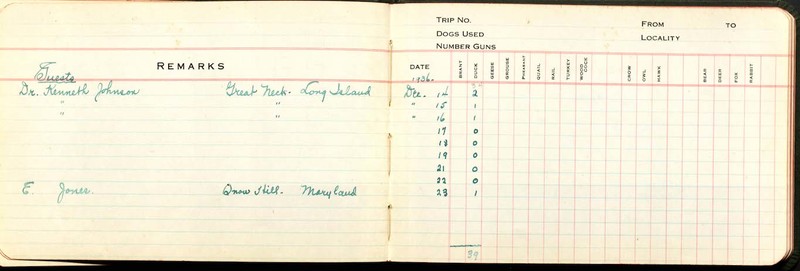 REMARKS
Guests
Dr. Kenneth Johnson Great Neck. Long Island
" "
" "
E. Jones. Snow Hill. Maryland
TRIP NO. FROM TO
DOGS USED LOCALITY
NUMBER GUNS
DATE BRANT DUCK GEESE GROUSE PHEASANT QUAIL RAIL TURKEY WOOD COCK CROW OWL HAWK BEAR DEER FOX RABBIT
1936.
Dec. 14 2
" 15 1
" 16 1
17 0
18 0
19 0
21 0
22 0
23 1
39